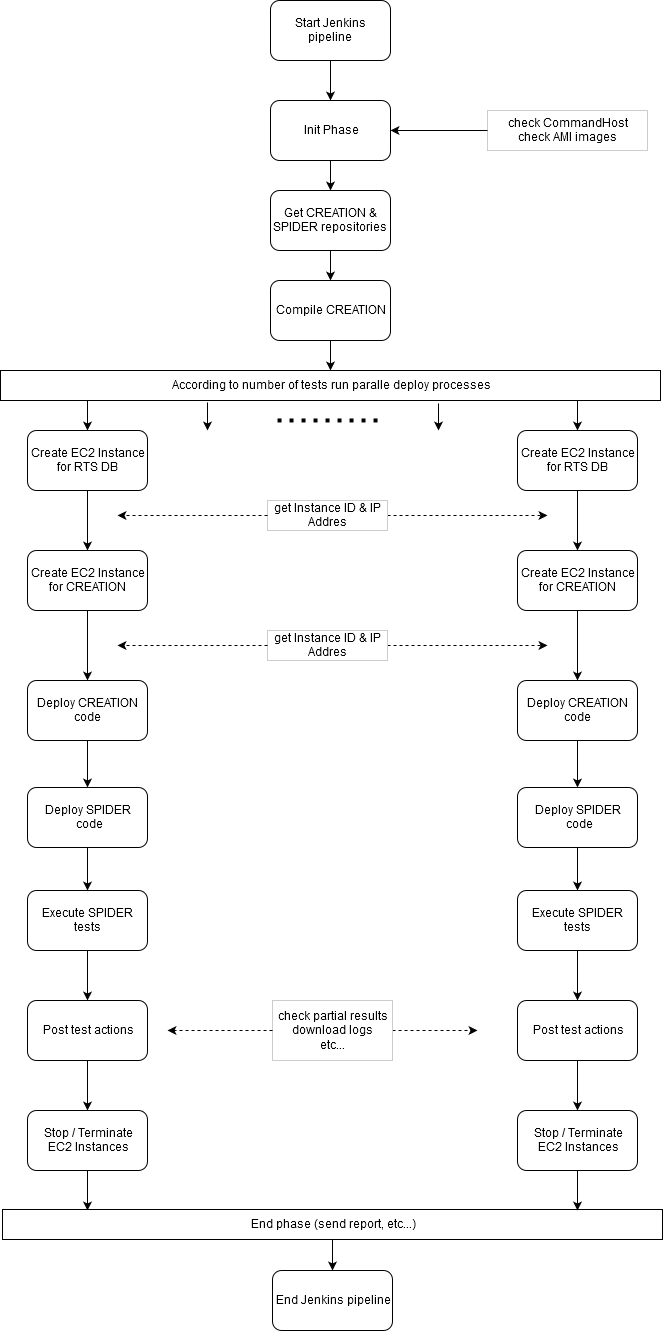 Start Jenkins
pipeline
Init Phase
check CommandHost
check AMI images
Get CREATION &
SPIDER repositories
Compile CREATION
According to number of tests run paralle deploy processes
Create EC2 Instance
for RTS DB
Create EC2 Instance
for RTS DB
get Instance ID & IP
Addres
Create EC2 Instance
for CREATION
Create EC2 Instance
for CREATION
get Instance ID & IP
Addres
Deploy CREATION
code
Deploy CREATION
code
Deploy SPIDER
code
Deploy SPIDER
code
Execute SPIDER
tests
Execute SPIDER
tests
Post test actions
check partial results
download logs
etc...
Post test actions
Stop / Terminate
EC2 Instances
Stop / Terminate
EC2 Instances
End phase (send report, etc...)
End Jenkins pipeline